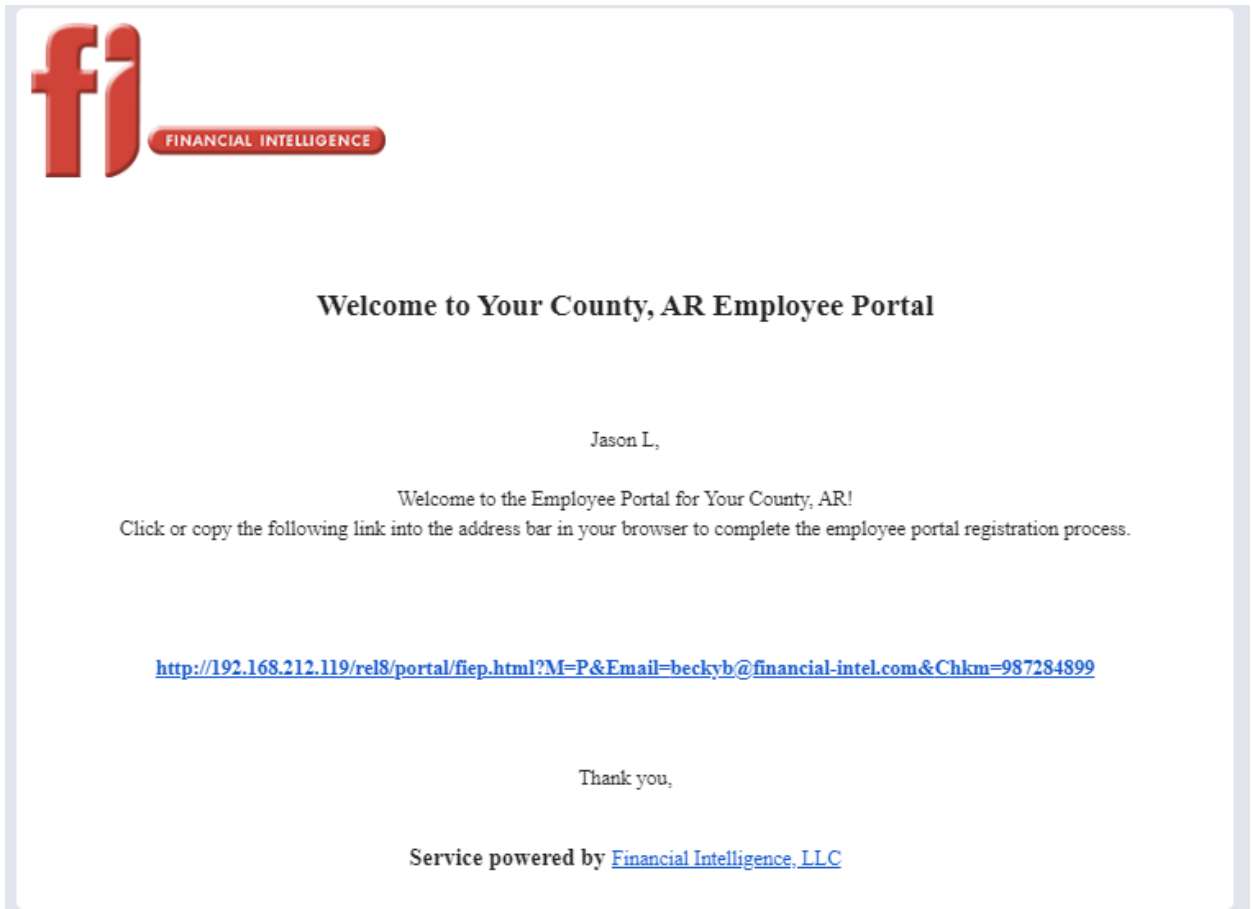 fi
FINANCIAL INTELLIGENCE
Welcome to Your County, AR Employee Portal
Jason L,
Welcome to the Employee Portal for Your County, AR!
Click or copy the following link into the address bar in your browser to complete the employee portal registration process.
http://192.168.212.119/rel8/portal/fiep.html?M=P&Email=beckyb@financial-intel.com&Chkm=987284899
Thank you,
Service powered by Financial Intelligence, LLC